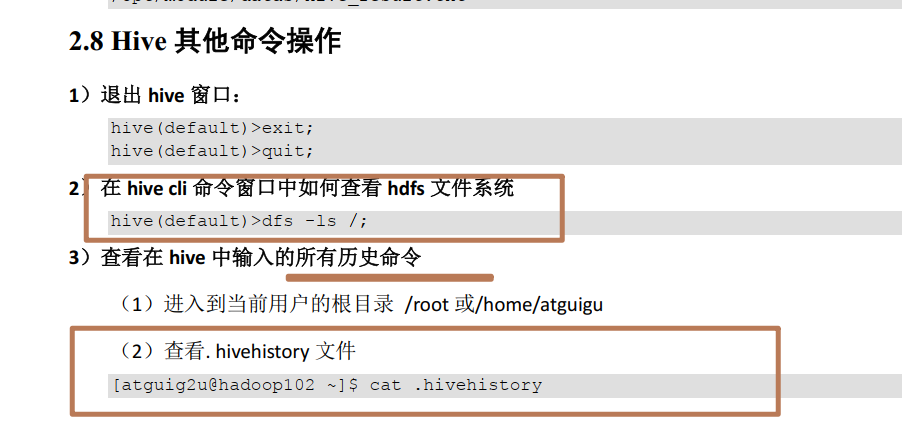 2.8 Hive 其他命令操作
1）退出 hive 窗口：
hive(default)>exit;
hive(default)>quit;
2）在 hive cli 命令窗口中如何查看 hdfs 文件系统
hive(default)>dfs -ls /;
3）查看在 hive 中输入的所有历史命令
（1）进入到当前用户的根目录 /root 或/home/atguigu
（2）查看. hivehistory 文件
[atguig2u@hadoop102 ~]$ cat .hivehistory